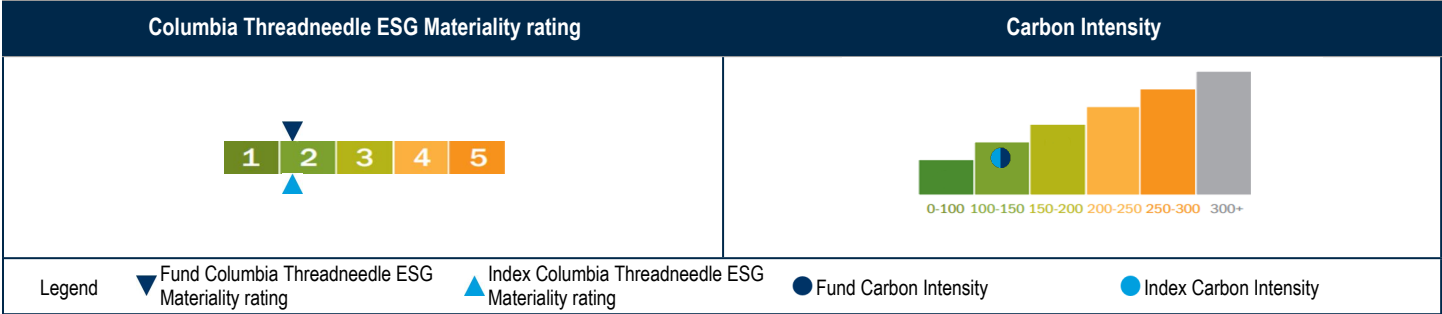 Columbia Threadneedle ESG Materiality rating
Carbon Intensity
1 2 3 4 5
0-100 100-150 150-200 200-250 250-300 300+
Legend
Fund Columbia Threadneedle ESG
Materiality rating
Index Columbia Threadneedle ESG
Materiality rating
Fund Carbon Intensity
Index Carbon Intensity